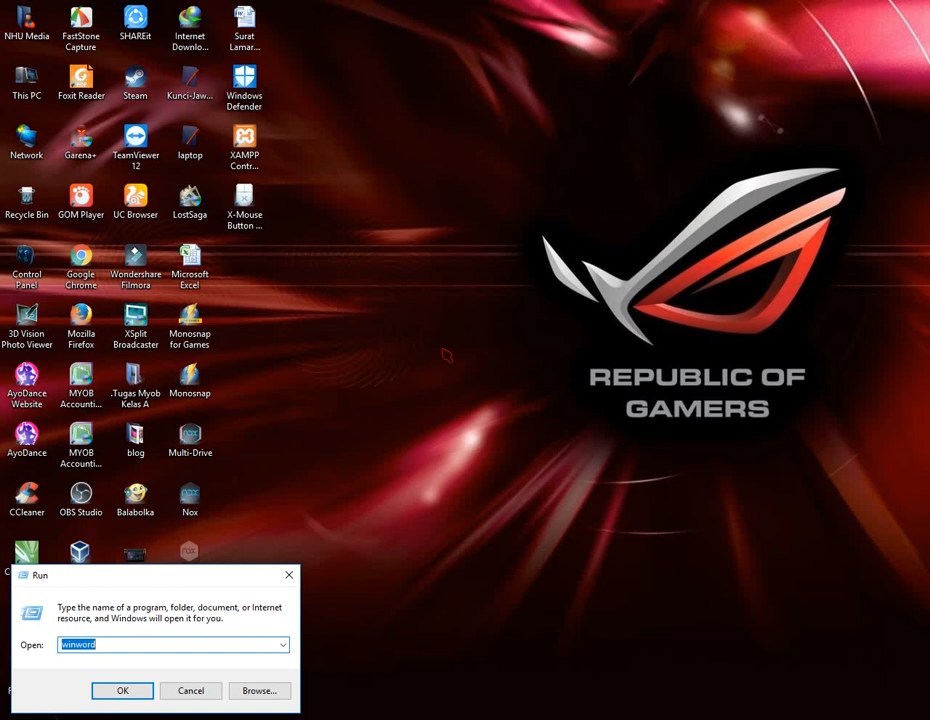 NHU Media
FastStone
Capture
SHAREit
Internet
Downlo...
Surat
Lamar...
This PC
Foxit Reader
Steam
Kunci-Jaw...
Windows
Defender
Network
Garena+
TeamViewer
12
laptop
XAMPP
Contr...
Recycle Bin
GOM Player
UC Browser
LostSaga
X-Mouse
Button ...
Control
Panel
Google
Chrome
Wondershare
Filmora
Microsoft
Excel
3D Vision
Photo Viewer
Mozilla
Firefox
XSplit
Broadcaster
Monosnap
for Games
AyoDance
Website
MYOB
Accounti...
.Tugas Myob
Kelas A
Monosnap
AyoDance
MYOB
Accounti...
blog
Multi-Drive
CCleaner
OBS Studio
Balabolka
Nox
REPUBLIC OF
GAMERS
Run
Type the name of a program, folder, document, or Internet
resource, and Windows will open it for you.
Open: winword
OK Cancel Browse...